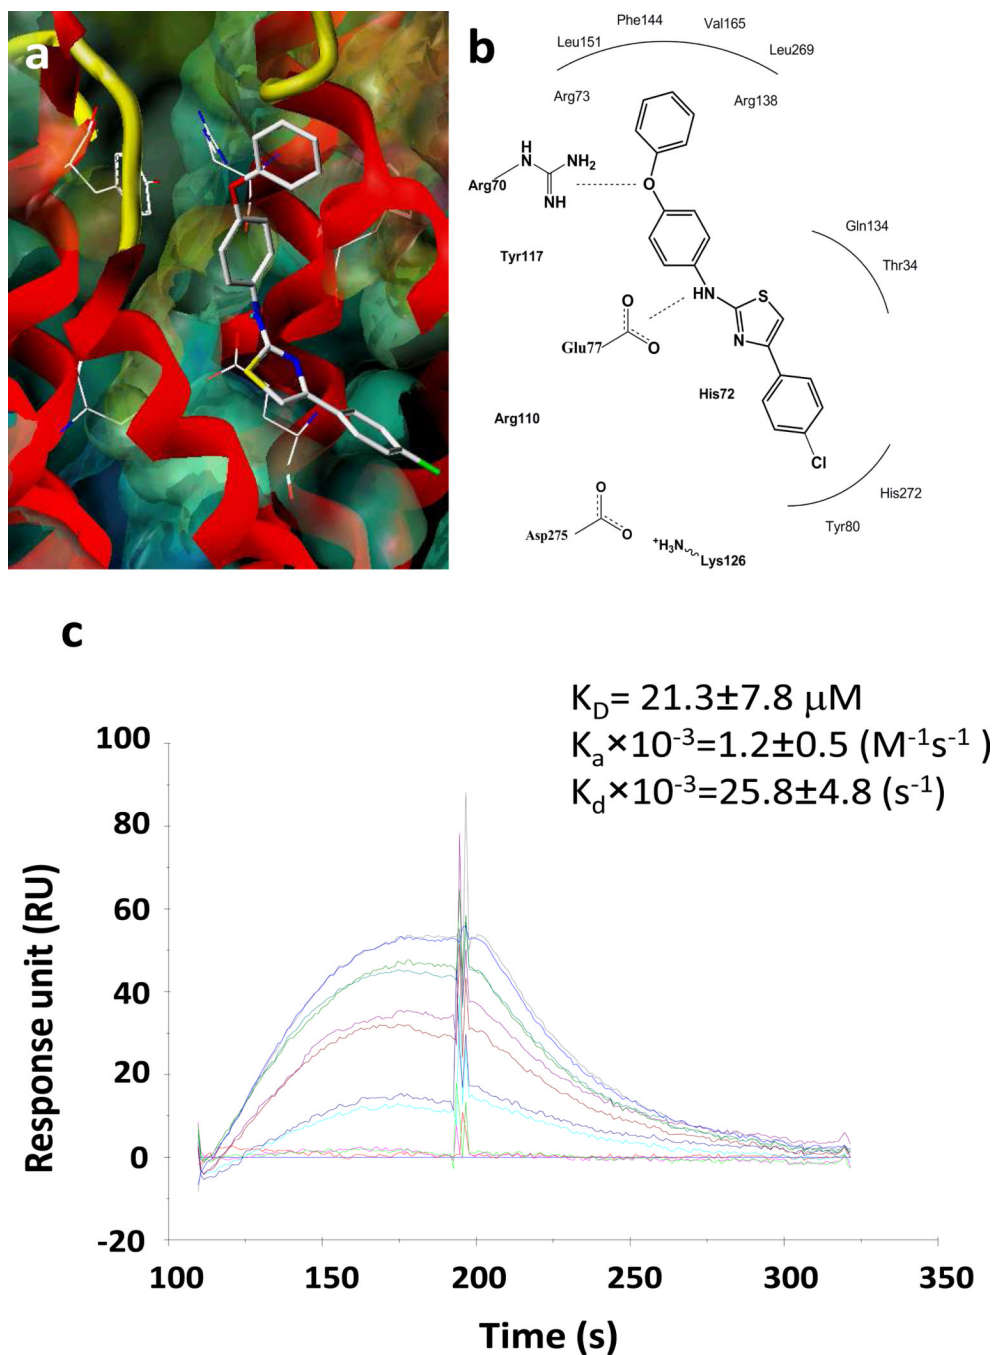 a
b
Phe144
Val165
Leu151
Leu269
Arg73
Arg138
H
N
NH₂
Arg70
NH
O
Tyr117
Gln134
Thr34
O
HN
S
Glu77
O
N
His72
Arg110
Cl
O
His272
Asp275
O
Tyr80
⁺H₃N
Lys126
c
K_D= 21.3±7.8 μM
K_a×10⁻³=1.2±0.5 (M⁻¹s⁻¹ )
K_d×10⁻³=25.8±4.8 (s⁻¹)
100
80
60
40
20
0
-20
Response unit (RU)
100 150 200 250 300 350
Time (s)